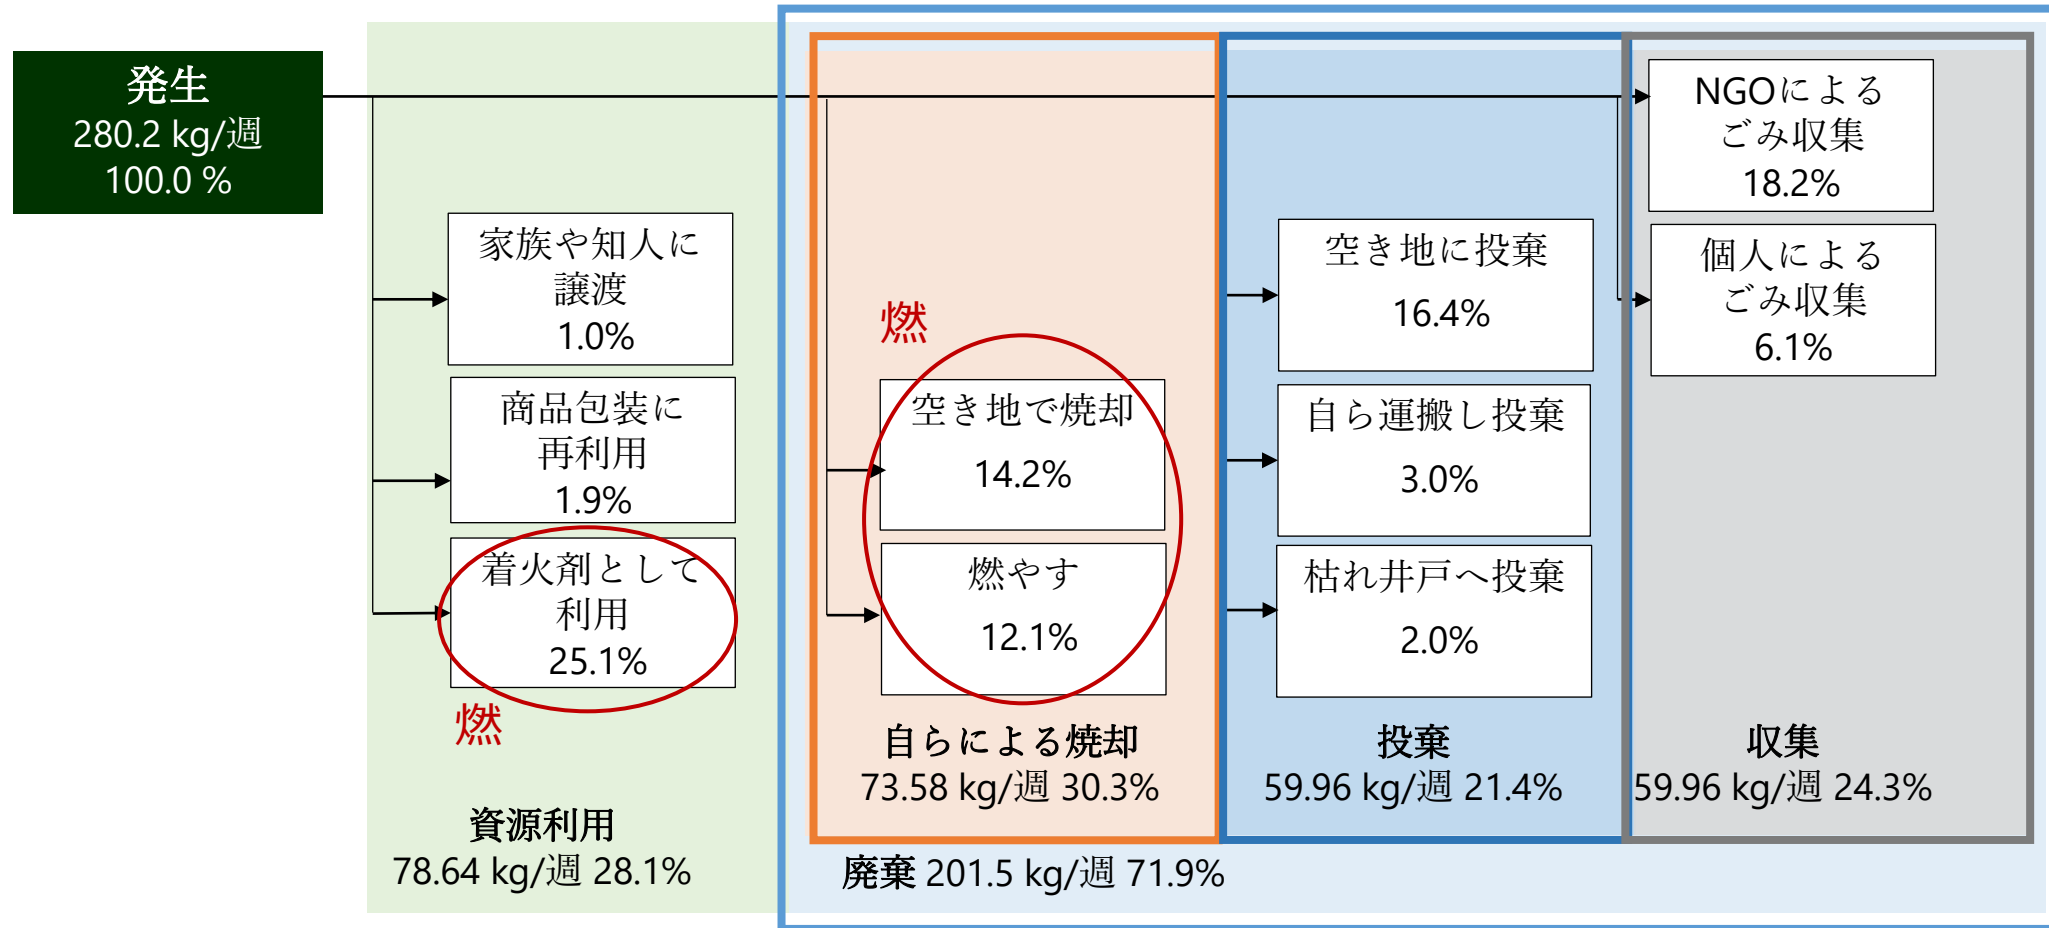 発生
280.2 kg/週
100.0 %
家族や知人に
譲渡
1.0%
商品包装に
再利用
1.9%
着火剤として
利用
25.1%
燃
資源利用
78.64 kg/週 28.1%
燃
空き地で焼却
14.2%
燃やす
12.1%
自らによる焼却
73.58 kg/週 30.3%
空き地に投棄
16.4%
自ら運搬し投棄
3.0%
枯れ井戸へ投棄
2.0%
投棄
59.96 kg/週 21.4%
NGOによる
ごみ収集
18.2%
個人による
ごみ収集
6.1%
収集
59.96 kg/週 24.3%
廃棄 201.5 kg/週 71.9%